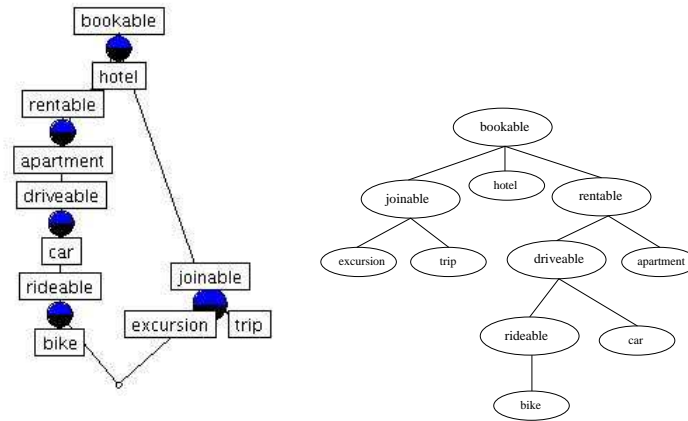 bookable
hotel
rentable
apartment
driveable
car
rideable
bike
joinable
excursion trip
bookable
joinable hotel rentable
excursion trip driveable apartment
rideable car
bike